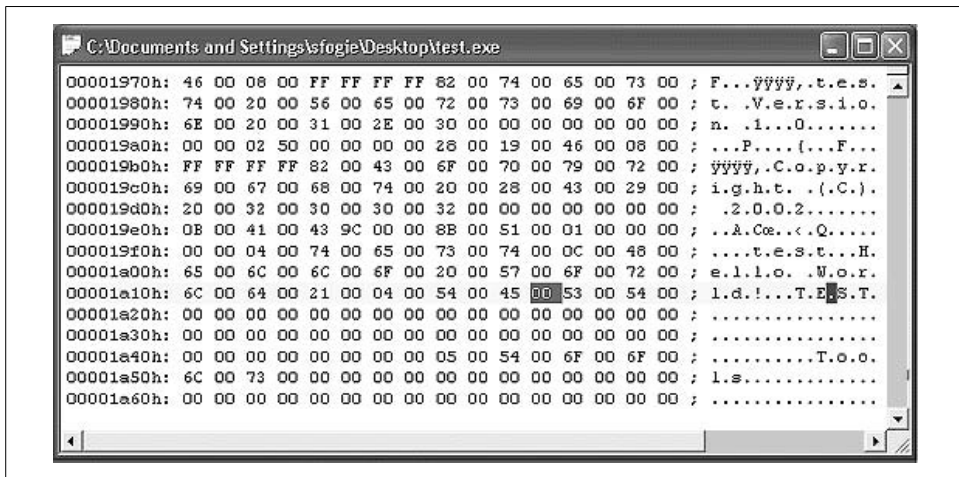 C:\Documents and Settings\sfogie\Desktop\test.exe
00001970h: 46 00 08 00 FF FF FF FF 82 00 74 00 65 00 73 00 ; F...ÿÿÿÿ‚.t.e.s.
00001980h: 74 00 20 00 56 00 65 00 72 00 73 00 69 00 6F 00 ; t. .V.e.r.s.i.o.
00001990h: 6E 00 20 00 31 00 2E 00 30 00 00 00 00 00 00 00 ; n. .1...0.......
000019a0h: 00 00 02 50 00 00 00 00 28 00 19 00 46 00 08 00 ; ...P....(...F...
000019b0h: FF FF FF FF 82 00 43 00 6F 00 70 00 79 00 72 00 ; ÿÿÿÿ‚.C.o.p.y.r.
000019c0h: 69 00 67 00 68 00 74 00 20 00 28 00 43 00 29 00 ; i.g.h.t. .(.C.).
000019d0h: 20 00 32 00 30 00 30 00 32 00 00 00 00 00 00 00 ; .2.0.0.2.......
000019e0h: 0B 00 41 00 43 9C 00 00 8B 00 51 00 01 00 00 00 ; ..A.Cœ..‹.Q.....
000019f0h: 00 00 04 00 74 00 65 00 73 00 74 00 0C 00 48 00 ; ....t.e.s.t...H.
00001a00h: 65 00 6C 00 6C 00 6F 00 20 00 57 00 6F 00 72 00 ; e.l.l.o. .W.o.r.
00001a10h: 6C 00 64 00 21 00 04 00 54 00 45 00 53 00 54 00 ; l.d.!...T.E.S.T.
00001a20h: 00 00 00 00 00 00 00 00 00 00 00 00 00 00 00 00 ; ................
00001a30h: 00 00 00 00 00 00 00 00 00 00 00 00 00 00 00 00 ; ................
00001a40h: 00 00 00 00 00 00 00 00 05 00 54 00 6F 00 6F 00 ; ..........T.o.o.
00001a50h: 6C 00 73 00 00 00 00 00 00 00 00 00 00 00 00 00 ; l.s.............
00001a60h: 00 00 00 00 00 00 00 00 00 00 00 00 00 00 00 00 ; ................